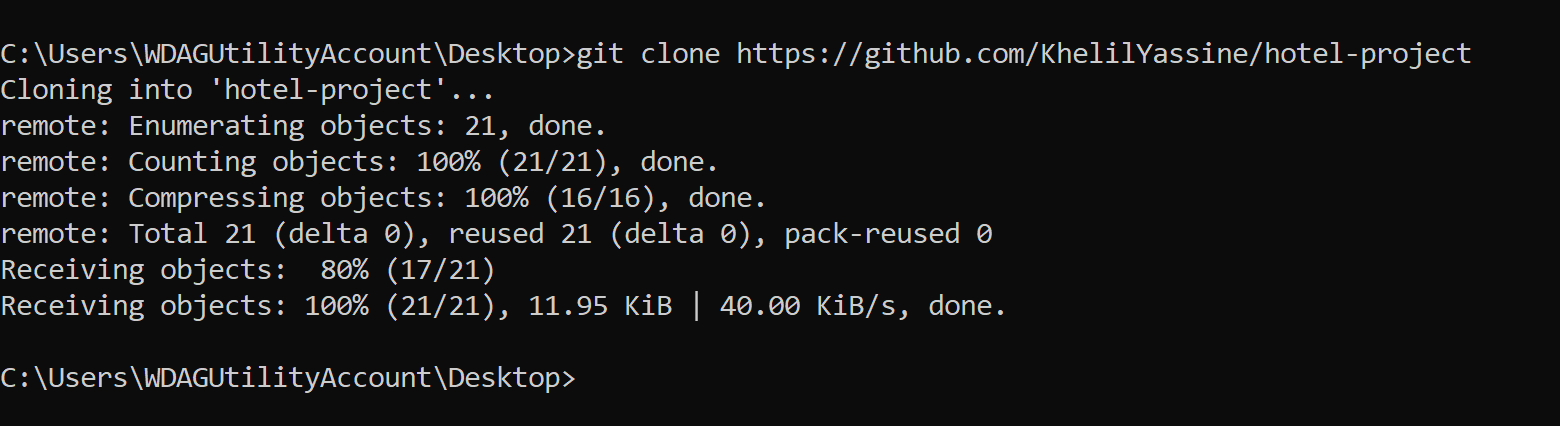 C:\Users\WDAGUtilityAccount\Desktop>git clone https://github.com/KhelilYassine/hotel-project
Cloning into 'hotel-project'...
remote: Enumerating objects: 21, done.
remote: Counting objects: 100% (21/21), done.
remote: Compressing objects: 100% (16/16), done.
remote: Total 21 (delta 0), reused 21 (delta 0), pack-reused 0
Receiving objects:  80% (17/21)
Receiving objects: 100% (21/21), 11.95 KiB | 40.00 KiB/s, done.
C:\Users\WDAGUtilityAccount\Desktop>